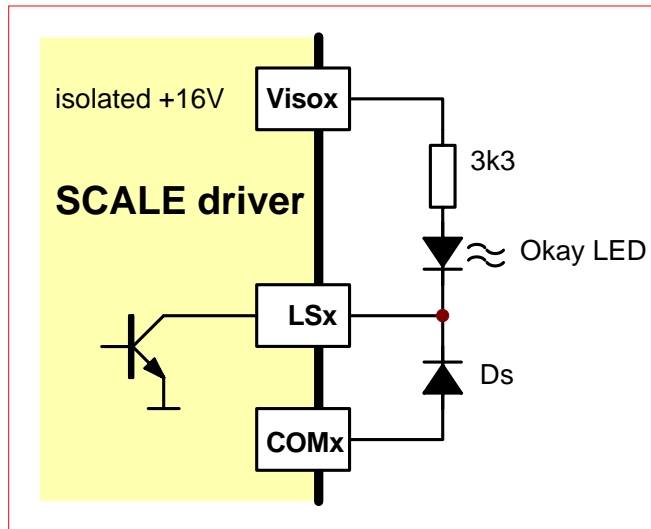 isolated +16V
Visox
3k3
SCALE driver
Okay LED
LSx
Ds
COMx